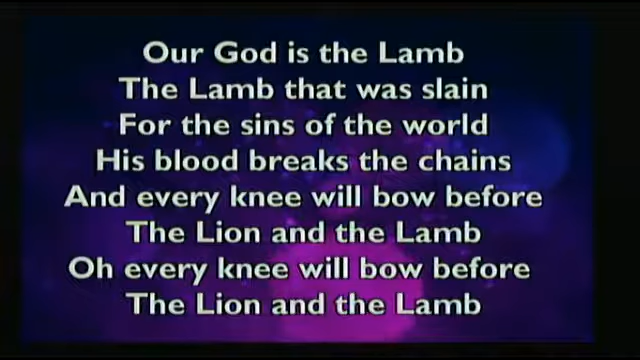 Our God is the Lamb
The Lamb that was slain
For the sins of the world
His blood breaks the chains
And every knee will bow before
The Lion and the Lamb
Oh every knee will bow before
The Lion and the Lamb